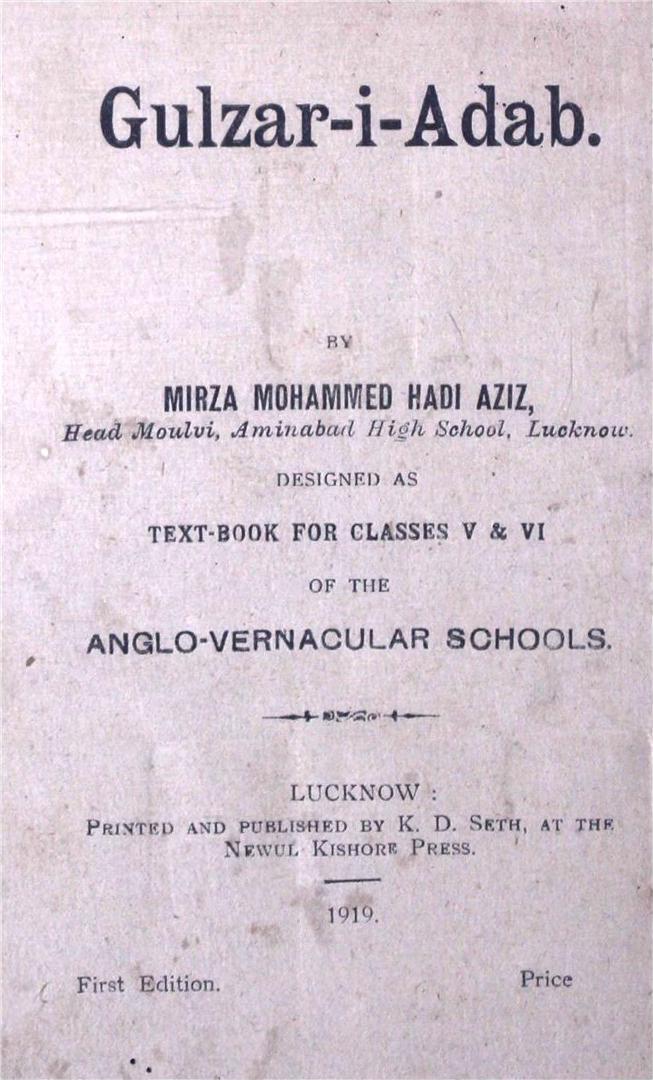 Gulzar-i-Adab.
BY
MIRZA MOHAMMED HADI AZIZ,
Head Moulvi, Aminabad High School, Lucknow.
DESIGNED AS
TEXT-BOOK FOR CLASSES V & VI
OF THE
ANGLO-VERNACULAR SCHOOLS.
LUCKNOW :
PRINTED AND PUBLISHED BY K. D. SETH, AT THE
NEWUL KISHORE PRESS.
1919.
First Edition.
Price